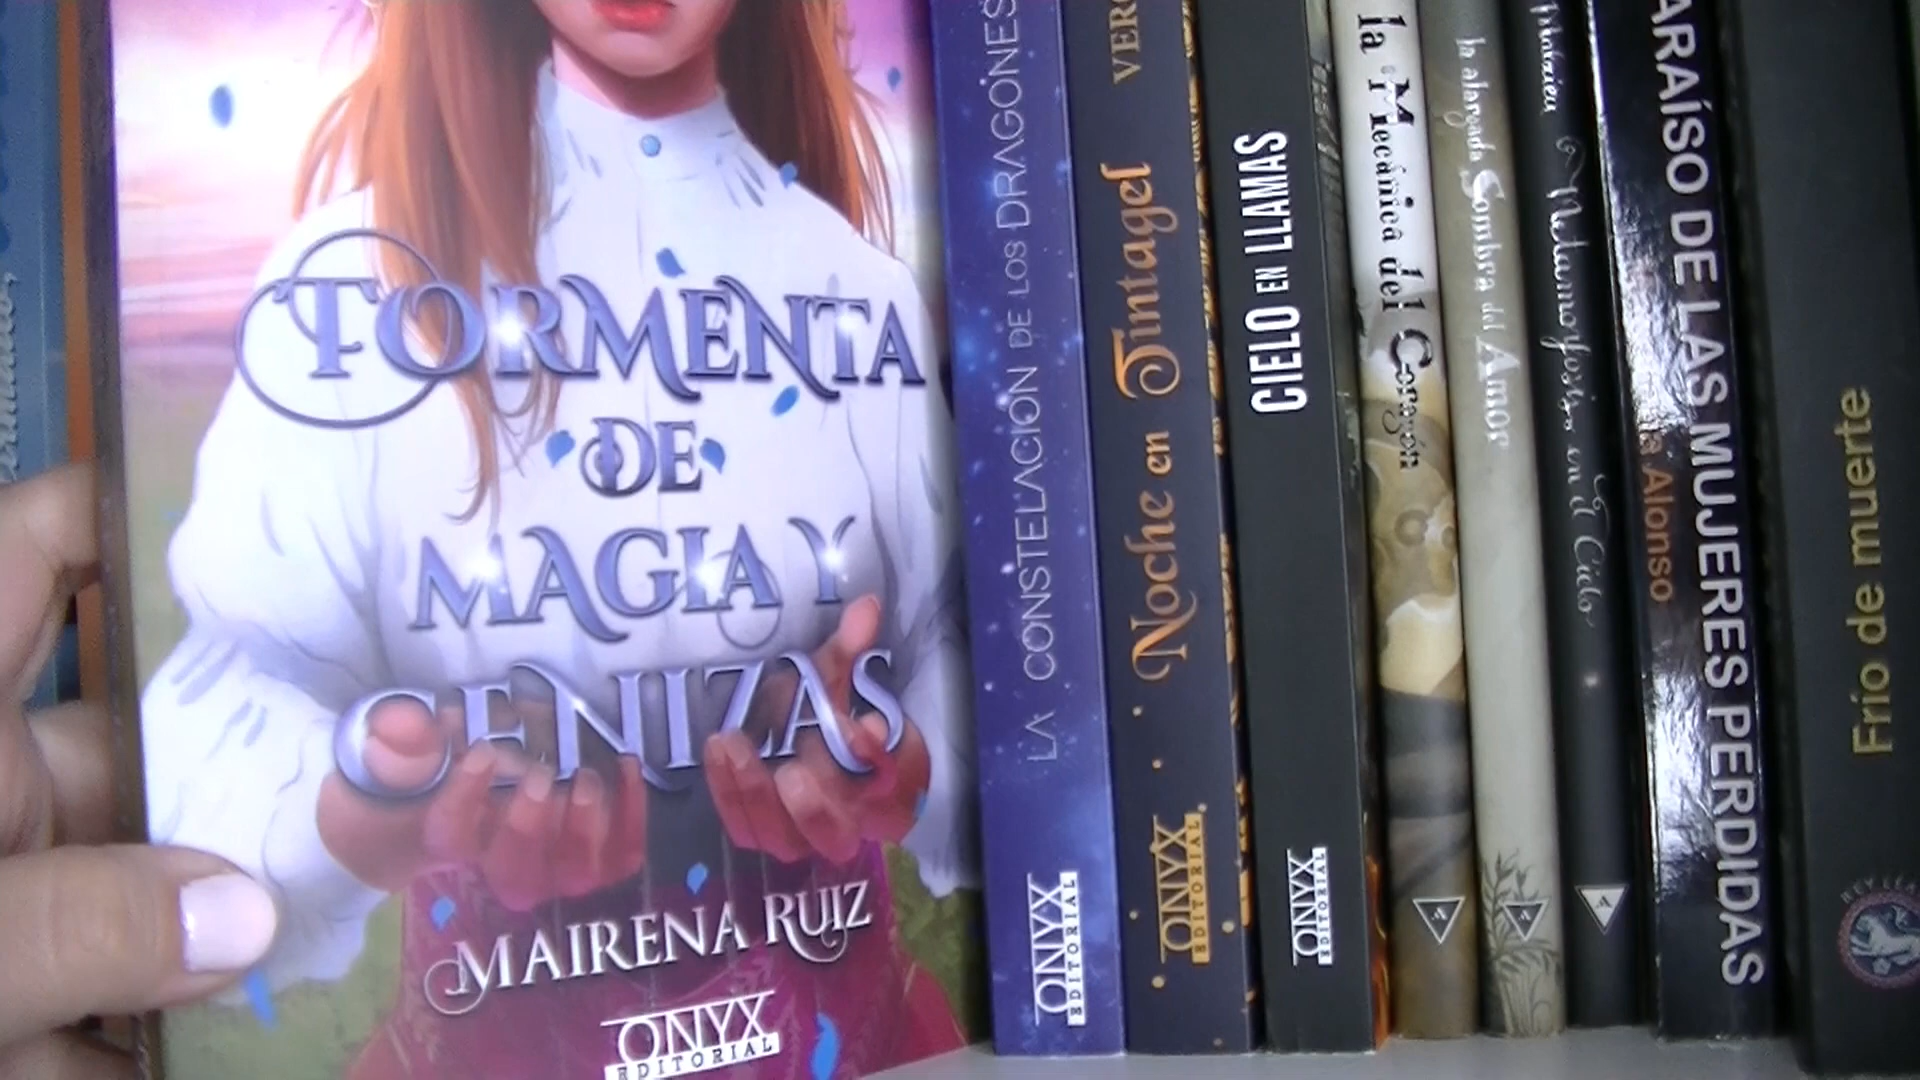 TORMENTA
DE
MAGIA Y
CENIZAS
MAIRENA RUIZ
ONYX
EDITORIAL
LA CONSTELACIÓN DE LOS DRAGONES
ONYX
EDITORIAL
Noche en Tintagel
ONYX
EDITORIAL
CIELO EN LLAMAS
ONYX
EDITORIAL
la Mecánica del Corazón
la alargada Sombra del Amor
Malzieu Metamorfosis en el Cielo
PARAÍSO DE LAS MUJERES PERDIDAS
Alonso
Frío de muerte